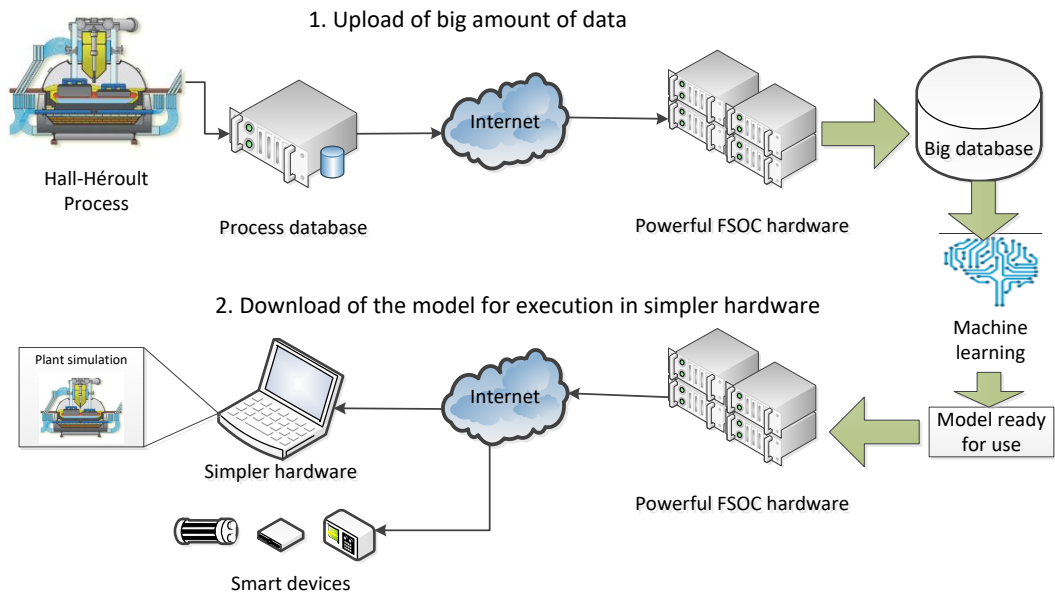 1. Upload of big amount of data
Internet
Big database
Hall-Héroult
Process
Process database
Powerful FSOC hardware
2. Download of the model for execution in simpler hardware
Machine
learning
Plant simulation
Internet
Model ready
for use
Simpler hardware
Powerful FSOC hardware
Smart devices